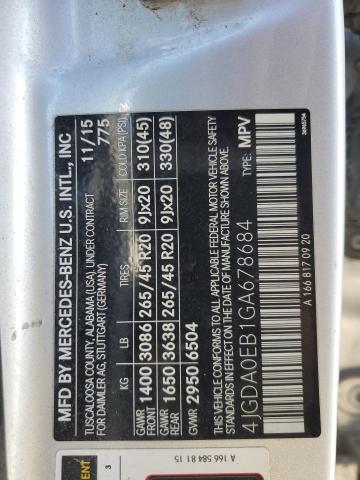 MFD BY MERCEDES-BENZ U.S. INTL., INC
TUSCALOOSA COUNTY, ALABAMA (USA), UNDER CONTRACT 11/15
FOR DAIMLER AG, STUTTGART (GERMANY) 775
KG LB TIRES RIM-SIZE COLD KPA (PSI)
GAWR FRONT 1400 3086 265/45 R20 9Jx20 310(45)
GAWR REAR 1650 3638 265/45 R20 9Jx20 330(48)
GVWR 2950 6504
THIS VEHICLE CONFORMS TO ALL APPLICABLE FEDERAL MOTOR VEHICLE SAFETY
STANDARDS IN EFFECT ON THE DATE OF MANUFACTURE SHOWN ABOVE.
4JGDA0EB1GA678684 MPV
A 166 817 09 20
3
A 166 584 81 15